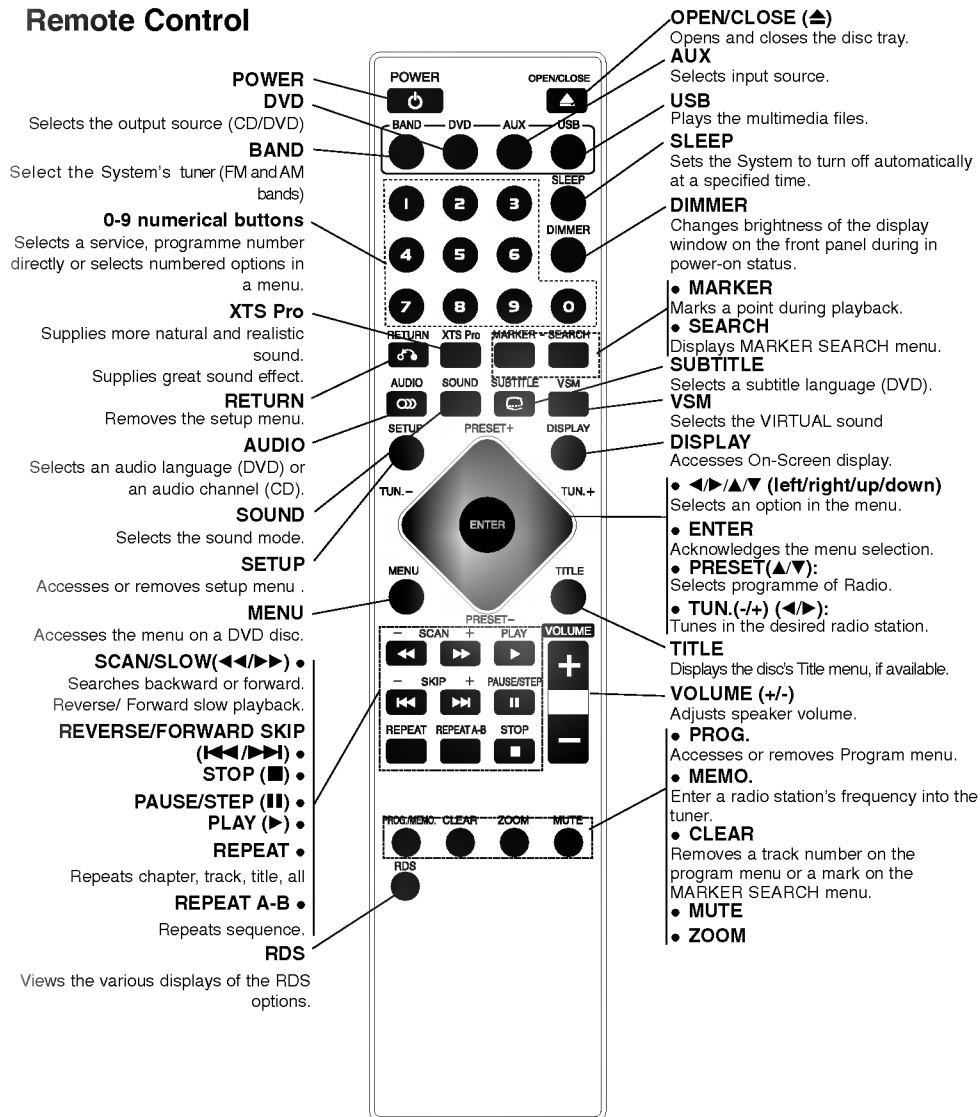 Remote Control
POWER
DVD
Selects the output source (CD/DVD)
BAND
Select the System's tuner (FM and AM
bands)
0-9 numerical buttons
Selects a service, programme number
directly or selects numbered options in
a menu.
XTS Pro
Supplies more natural and realistic
sound.
Supplies great sound effect.
RETURN
Removes the setup menu.
AUDIO
Selects an audio language (DVD) or
an audio channel (CD).
SOUND
Selects the sound mode.
SETUP
Accesses or removes setup menu .
MENU
Accesses the menu on a DVD disc.
SCAN/SLOW(◄◄/►►) •
Searches backward or forward.
Reverse/ Forward slow playback.
REVERSE/FORWARD SKIP
(I◄◄/►►I) •
STOP (■) •
PAUSE/STEP (II) •
PLAY (►) •
REPEAT •
Repeats chapter, track, title, all
REPEAT A-B •
Repeats sequence.
RDS
Views the various displays of the RDS
options.
POWER OPEN/CLOSE
BAND DVD AUX USB
1 2 3 SLEEP
4 5 6 DIMMER
7 8 9 0
RETURN XTS Pro MARKER - SEARCH
AUDIO SOUND SUBTITLE VSM
SETUP PRESET+ DISPLAY
TUN.- TUN.+
ENTER
MENU TITLE
PRESET-
- SCAN + PLAY VOLUME
+
- SKIP + PAUSE/STEP
REPEAT REPEAT A-B STOP
-
PROG./MEMO. CLEAR ZOOM MUTE
RDS
OPEN/CLOSE (⏏)
Opens and closes the disc tray.
AUX
Selects input source.
USB
Plays the multimedia files.
SLEEP
Sets the System to turn off automatically
at a specified time.
DIMMER
Changes brightness of the display
window on the front panel during in
power-on status.
• MARKER
Marks a point during playback.
• SEARCH
Displays MARKER SEARCH menu.
SUBTITLE
Selects a subtitle language (DVD).
VSM
Selects the VIRTUAL sound
DISPLAY
Accesses On-Screen display.
• ◄/►/▲/▼ (left/right/up/down)
Selects an option in the menu.
• ENTER
Acknowledges the menu selection.
• PRESET(▲/▼):
Selects programme of Radio.
• TUN.(-/+) (◄/►):
Tunes in the desired radio station.
TITLE
Displays the disc's Title menu, if available.
VOLUME (+/-)
Adjusts speaker volume.
• PROG.
Accesses or removes Program menu.
• MEMO.
Enter a radio station's frequency into the
tuner.
• CLEAR
Removes a track number on the
program menu or a mark on the
MARKER SEARCH menu.
• MUTE
• ZOOM